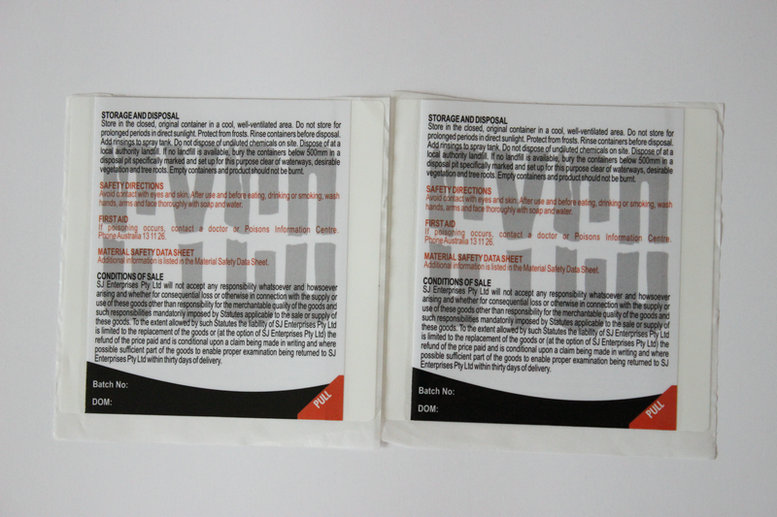 STORAGE AND DISPOSAL
Store in the closed, original container in a cool, well-ventilated area. Do not store for
prolonged periods in direct sunlight. Protect from frosts. Rinse containers before disposal.
Add rinsings to spray tank. Do not dispose of undiluted chemicals on site. Dispose of at a
local authority landfill. If no landfill is available, bury the containers below 500mm in a
disposal pit specifically marked and set up for this purpose clear of waterways, desirable
vegetation and tree roots. Empty containers and product should not be burnt.
SAFETY DIRECTIONS
Avoid contact with eyes and skin. After use and before eating, drinking or smoking, wash
hands, arms and face thoroughly with soap and water.
FIRST AID
If poisoning occurs, contact a doctor or Poisons Information Centre.
Phone Australia 13 11 26.
MATERIAL SAFETY DATA SHEET
Additional information is listed in the Material Safety Data Sheet.
CONDITIONS OF SALE
SJ Enterprises Pty Ltd will not accept any responsibility whatsoever and howsoever
arising and whether for consequential loss or otherwise in connection with the supply or
use of these goods other than responsibility for the merchantable quality of the goods and
such responsibilities mandatorily imposed by Statutes applicable to the sale or supply of
these goods. To the extent allowed by such Statutes the liability of SJ Enterprises Pty Ltd
is limited to the replacement of the goods or (at the option of SJ Enterprises Pty Ltd) the
refund of the price paid and is conditional upon a claim being made in writing and where
possible sufficient part of the goods to enable proper examination being returned to SJ
Enterprises Pty Ltd within thirty days of delivery.
Batch No:
DOM:
PULL
STORAGE AND DISPOSAL
Store in the closed, original container in a cool, well-ventilated area. Do not store for
prolonged periods in direct sunlight. Protect from frosts. Rinse containers before disposal.
Add rinsings to spray tank. Do not dispose of undiluted chemicals on site. Dispose of at a
local authority landfill. If no landfill is available, bury the containers below 500mm in a
disposal pit specifically marked and set up for this purpose clear of waterways, desirable
vegetation and tree roots. Empty containers and product should not be burnt.
SAFETY DIRECTIONS
Avoid contact with eyes and skin. After use and before eating, drinking or smoking, wash
hands, arms and face thoroughly with soap and water.
FIRST AID
If poisoning occurs, contact a doctor or Poisons Information Centre.
Phone Australia 13 11 26.
MATERIAL SAFETY DATA SHEET
Additional information is listed in the Material Safety Data Sheet.
CONDITIONS OF SALE
SJ Enterprises Pty Ltd will not accept any responsibility whatsoever and howsoever
arising and whether for consequential loss or otherwise in connection with the supply or
use of these goods other than responsibility for the merchantable quality of the goods and
such responsibilities mandatorily imposed by Statutes applicable to the sale or supply of
these goods. To the extent allowed by such Statutes the liability of SJ Enterprises Pty Ltd
is limited to the replacement of the goods or (at the option of SJ Enterprises Pty Ltd) the
refund of the price paid and is conditional upon a claim being made in writing and where
possible sufficient part of the goods to enable proper examination being returned to SJ
Enterprises Pty Ltd within thirty days of delivery.
Batch No:
DOM:
PULL